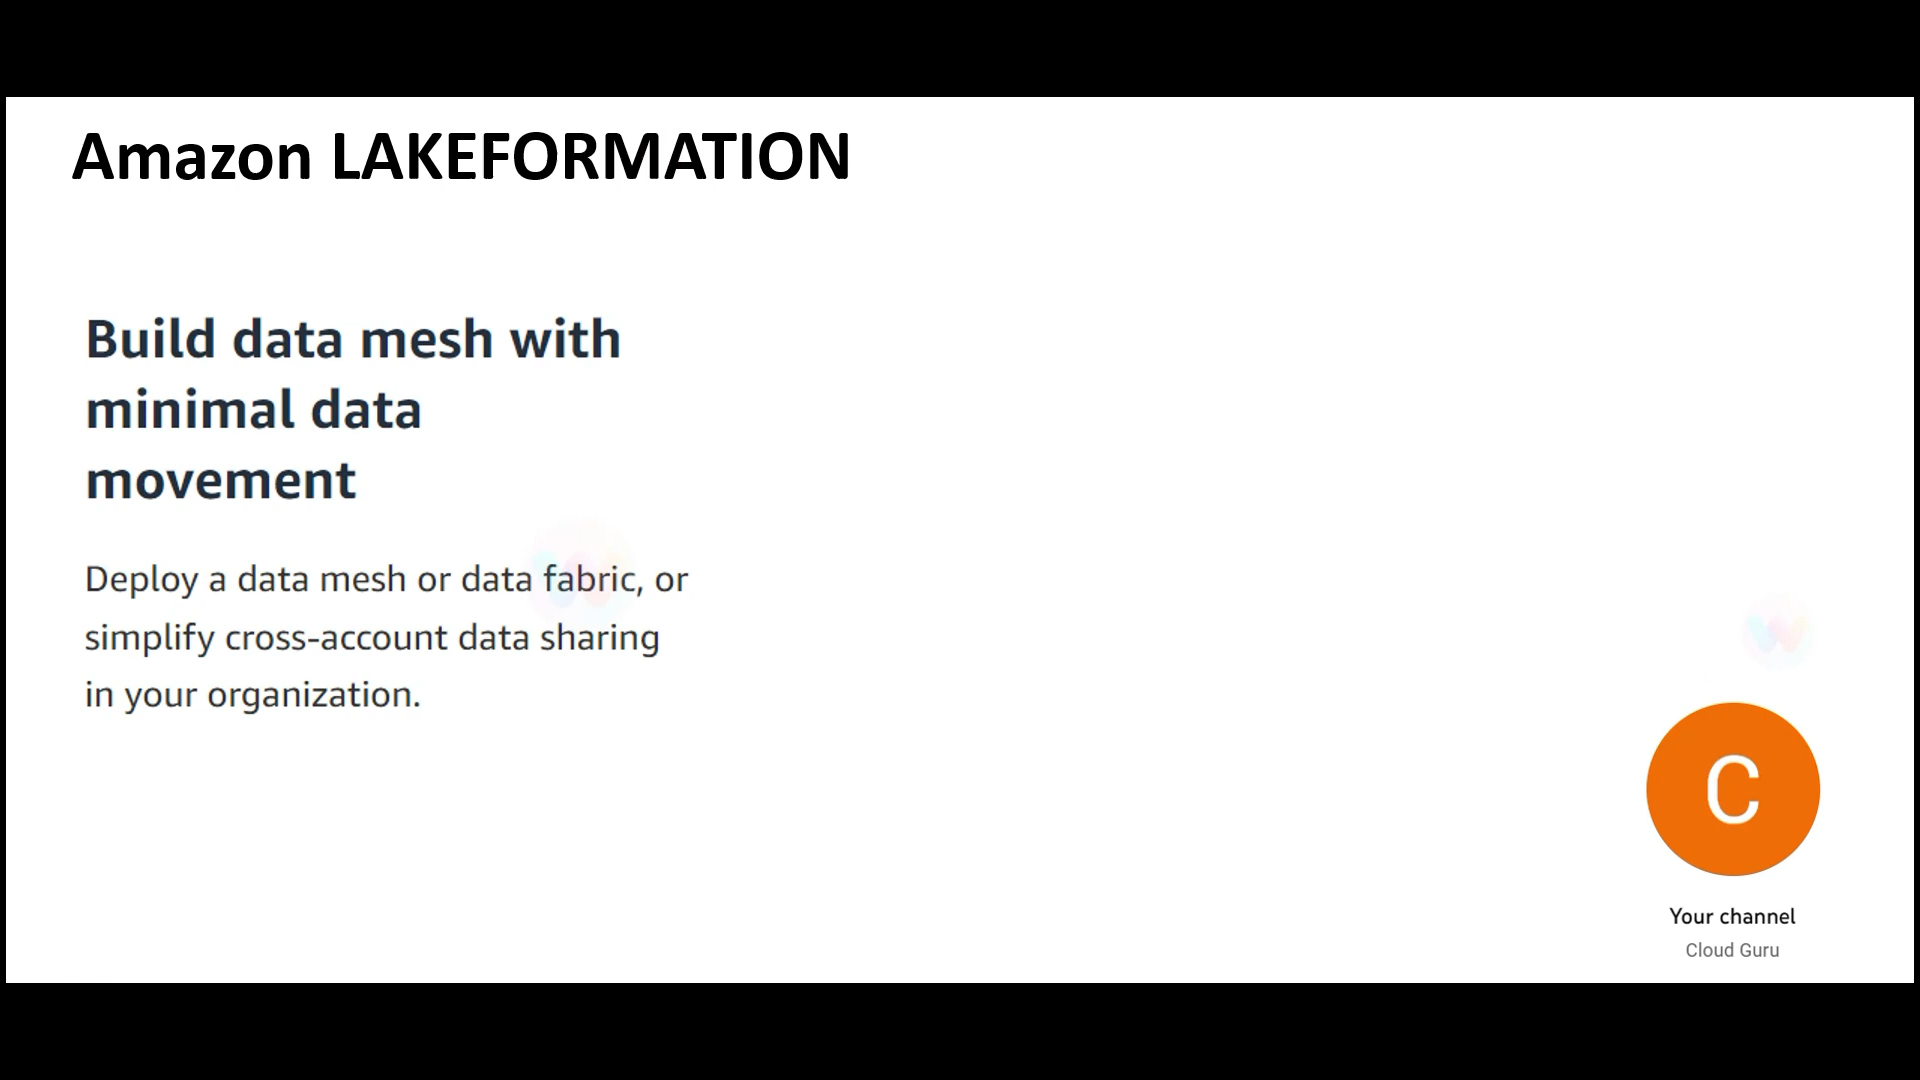 Amazon LAKEFORMATION
Build data mesh with
minimal data
movement
Deploy a data mesh or data fabric, or
simplify cross-account data sharing
in your organization.
C
Your channel
Cloud Guru